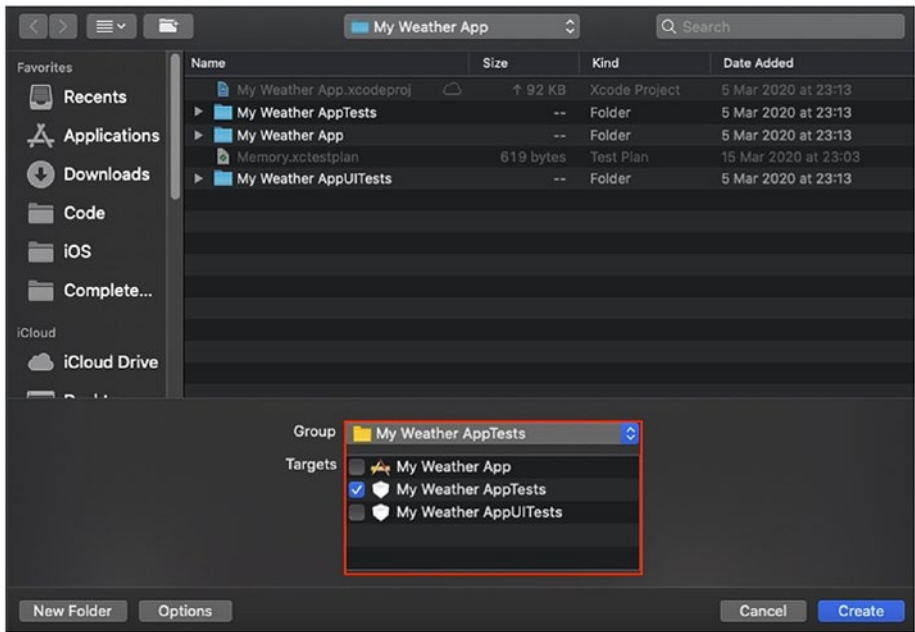 My Weather App
Search
Favorites
Recents
Applications
Downloads
Code
iOS
Complete...
iCloud
iCloud Drive
Name Size Kind Date Added
My Weather App.xcodeproj ↑ 92 KB Xcode Project 5 Mar 2020 at 23:13
My Weather AppTests -- Folder 5 Mar 2020 at 23:13
My Weather App -- Folder 5 Mar 2020 at 23:13
Memory.xctestplan 619 bytes Test Plan 15 Mar 2020 at 23:03
My Weather AppUITests -- Folder 5 Mar 2020 at 23:13
Group My Weather AppTests
Targets My Weather App
My Weather AppTests
My Weather AppUITests
New Folder Options Cancel Create